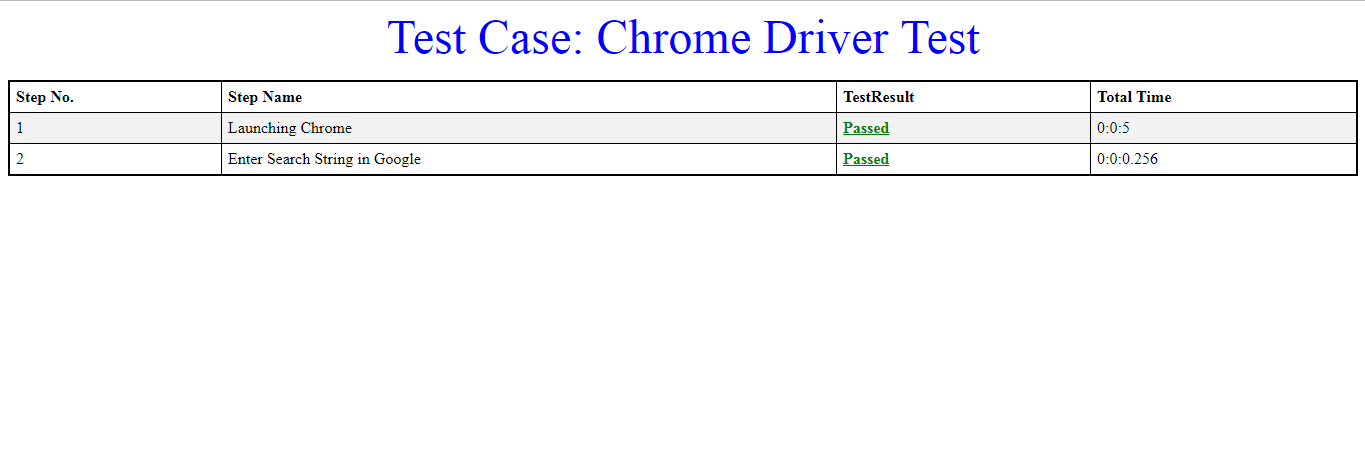 Test Case: Chrome Driver Test
Step No. Step Name TestResult Total Time
1 Launching Chrome Passed 0:0:5
2 Enter Search String in Google Passed 0:0:0.256